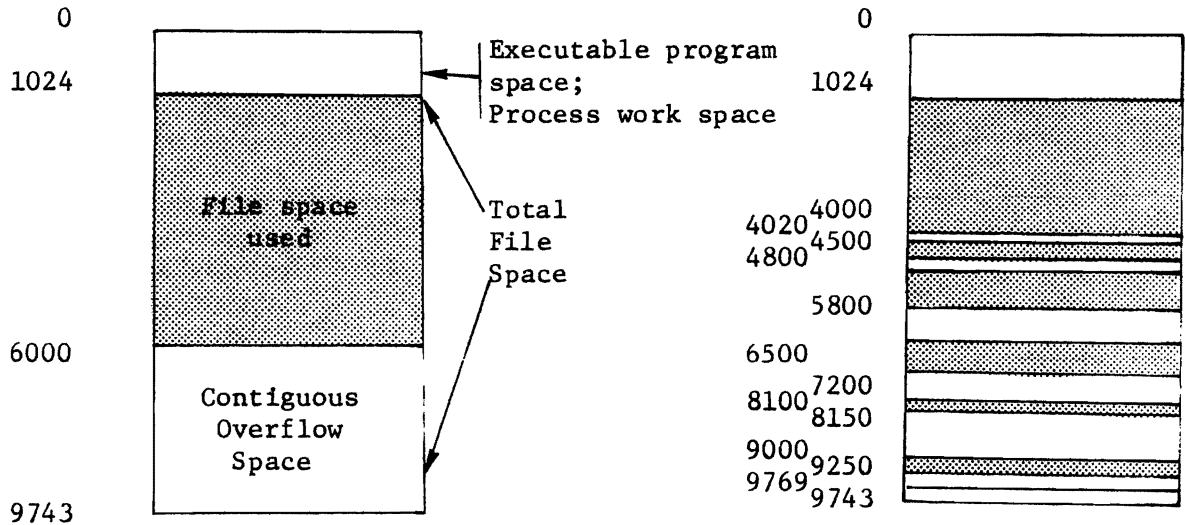 0
1024
6000
9743
Executable program
space;
Process work space
File space
used
Total
File
Space
Contiguous
Overflow
Space
0
1024
4000
4020
4500
4800
5800
6500
7200
8100
8150
9000
9250
9769
9743